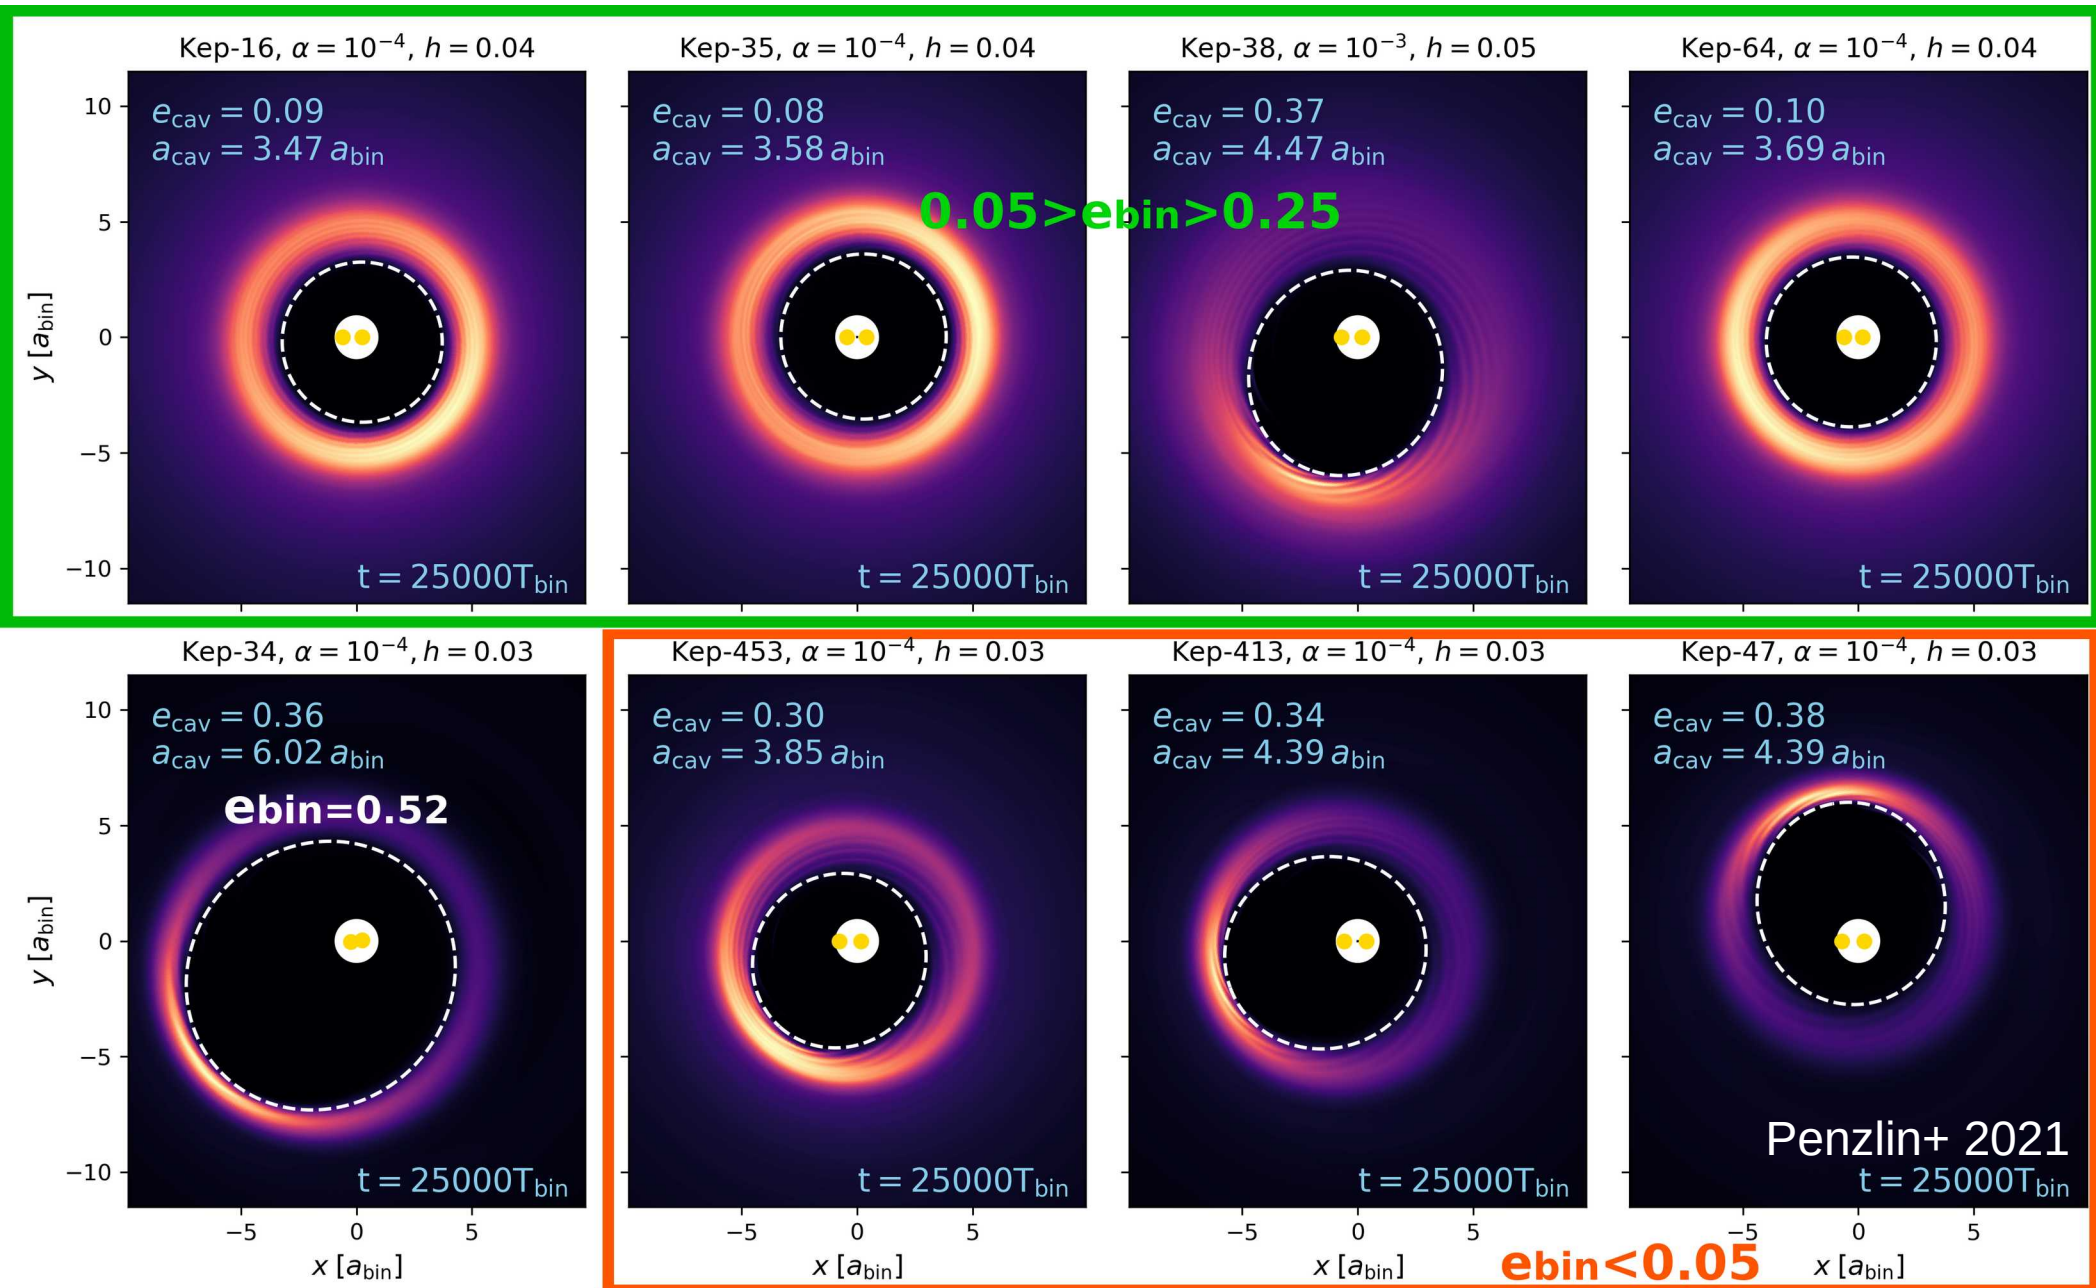 Kep-16, α = 10⁻⁴, h = 0.04
e_cav = 0.09
a_cav = 3.47 a_bin
t = 25000T_bin
Kep-35, α = 10⁻⁴, h = 0.04
e_cav = 0.08
a_cav = 3.58 a_bin
t = 25000T_bin
Kep-38, α = 10⁻³, h = 0.05
e_cav = 0.37
a_cav = 4.47 a_bin
t = 25000T_bin
Kep-64, α = 10⁻⁴, h = 0.04
e_cav = 0.10
a_cav = 3.69 a_bin
t = 25000T_bin
0.05>ebin>0.25
10
5
0
−5
−10
y [a_bin]
Kep-34, α = 10⁻⁴, h = 0.03
e_cav = 0.36
a_cav = 6.02 a_bin
ebin=0.52
t = 25000T_bin
Kep-453, α = 10⁻⁴, h = 0.03
e_cav = 0.30
a_cav = 3.85 a_bin
t = 25000T_bin
Kep-413, α = 10⁻⁴, h = 0.03
e_cav = 0.34
a_cav = 4.39 a_bin
t = 25000T_bin
Kep-47, α = 10⁻⁴, h = 0.03
e_cav = 0.38
a_cav = 4.39 a_bin
Penzlin+ 2021
t = 25000T_bin
10
5
0
−5
−10
y [a_bin]
−5 0 5
x [a_bin]
−5 0 5
x [a_bin]
−5 0 5
x [a_bin]
−5 0 5
x [a_bin]
ebin<0.05